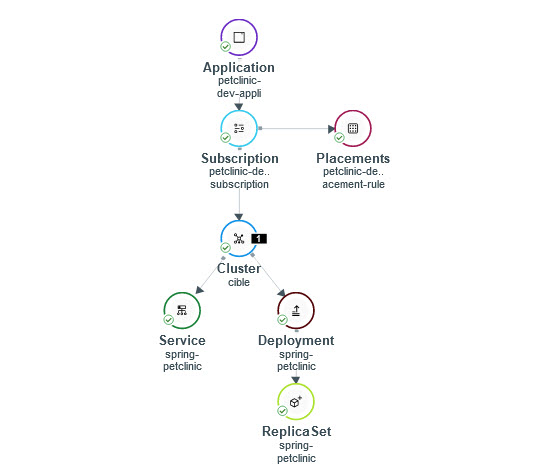 Application
petclinic-
dev-appli
Subscription
petclinic-de..
subscription
Placements
petclinic-de..
acement-rule
1
Cluster
cible
Service
spring-
petclinic
Deployment
spring-
petclinic
ReplicaSet
spring-
petclinic